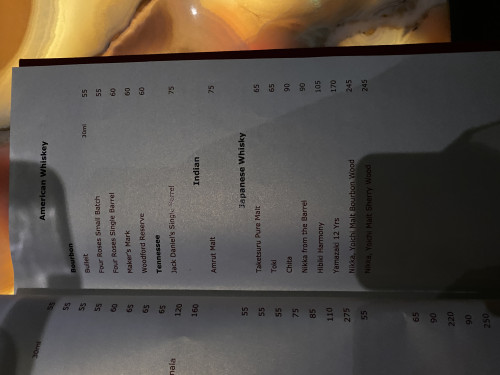 30ml
55
55
55
55
60
65
65
65
120
160
55
55
55
75
85
110
275
55
65
90
220
90
250
American Whiskey
30ml
Bourbon
Bulleit 55
Four Roses Small Batch 55
Four Roses Single Barrel 60
Maker's Mark 60
Woodford Reserve 60
Tennessee
Jack Daniel's Single Barrel 75
Indian
Amrut Malt 75
Japanese Whisky
Taketsuru Pure Malt 65
Toki 65
Chita 90
Nikka from the Barrel 90
Hibiki Harmony 105
Yamazaki 12 Yrs 170
Nikka, Yoichi Malt Bourbon Wood 245
Nikka, Yoichi Malt Sherry Wood 245